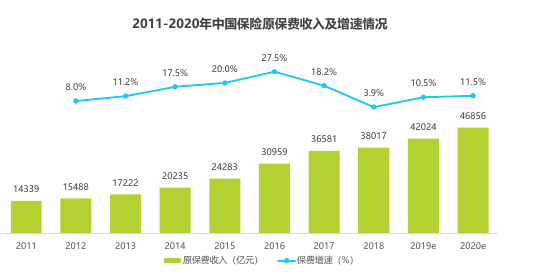 2011-2020年中国保险原保费收入及增速情况
8.0% 11.2% 17.5% 20.0% 27.5% 18.2% 3.9% 10.5% 11.5%
14339 15488 17222 20235 24283 30959 36581 38017 42024 46856
2011 2012 2013 2014 2015 2016 2017 2018 2019e 2020e
原保费收入（亿元） 保费增速（%）